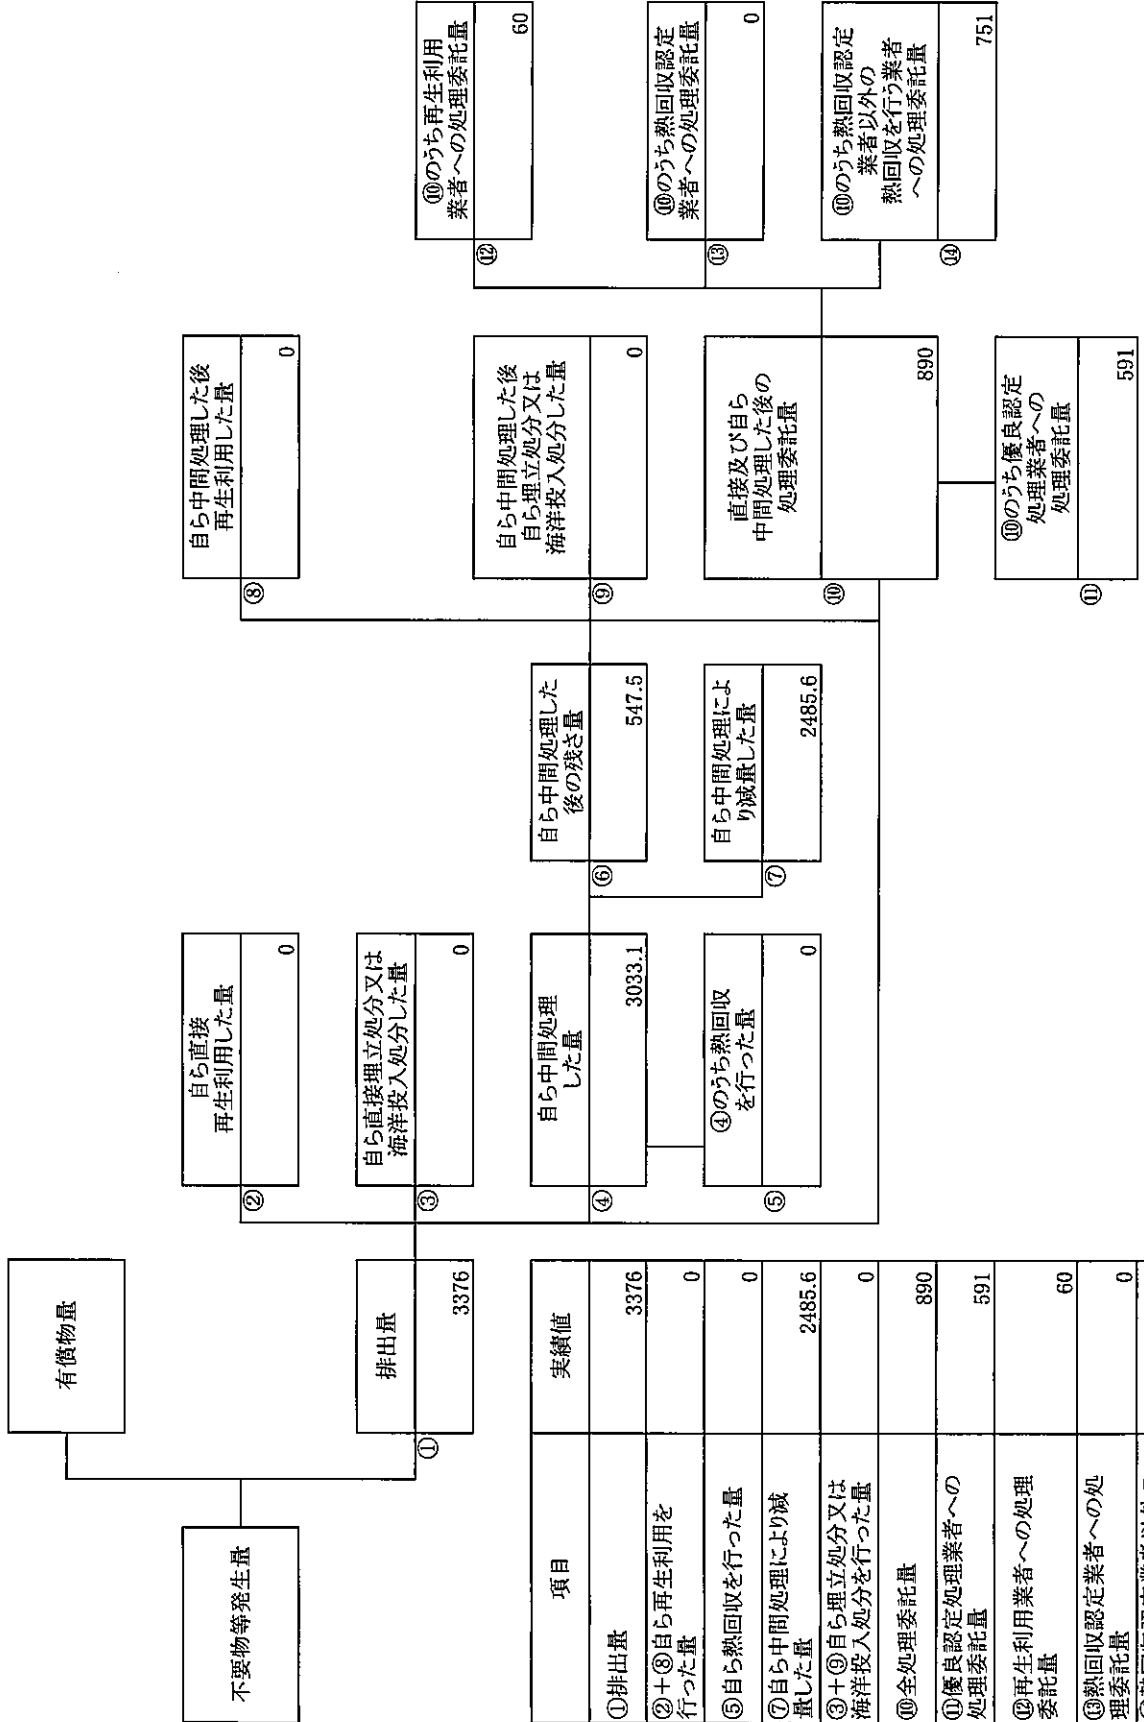 不要物等発生量
有償物量
①
排出量
3376
②
自ら直接
再生利用した量
0
③
自ら直接埋立処分又は
海洋投入処分した量
0
④
自ら中間処理
した量
3033.1
⑤
④のうち熱回収
を行った量
0
⑥
自ら中間処理した
後の残さ量
547.5
⑦
自ら中間処理によ
り減量した量
2485.6
⑧
自ら中間処理した後
再生利用した量
0
⑨
自ら中間処理した後
自ら埋立処分又は
海洋投入処分した量
0
⑩
直接及び自ら
中間処理した後の
処理委託量
890
⑪
⑩のうち優良認定
処理業者への
処理委託量
591
⑫
⑩のうち再生利用
業者への処理委託量
60
⑬
⑩のうち熱回収認定
業者への処理委託量
0
⑭
⑩のうち熱回収認定
業者以外の
熱回収を行う業者
への処理委託量
751
項目 実績値
①排出量 3376
②+⑧自ら再生利用を
行った量 0
⑤自ら熱回収を行った量 0
⑦自ら中間処理により減
量した量 2485.6
③+⑨自ら埋立処分又は
海洋投入処分を行った量 0
⑩全処理委託量 890
⑪優良認定処理業者への
処理委託量 591
⑫再生利用業者への処理
委託量 60
⑬熱回収認定業者への処
理委託量 0